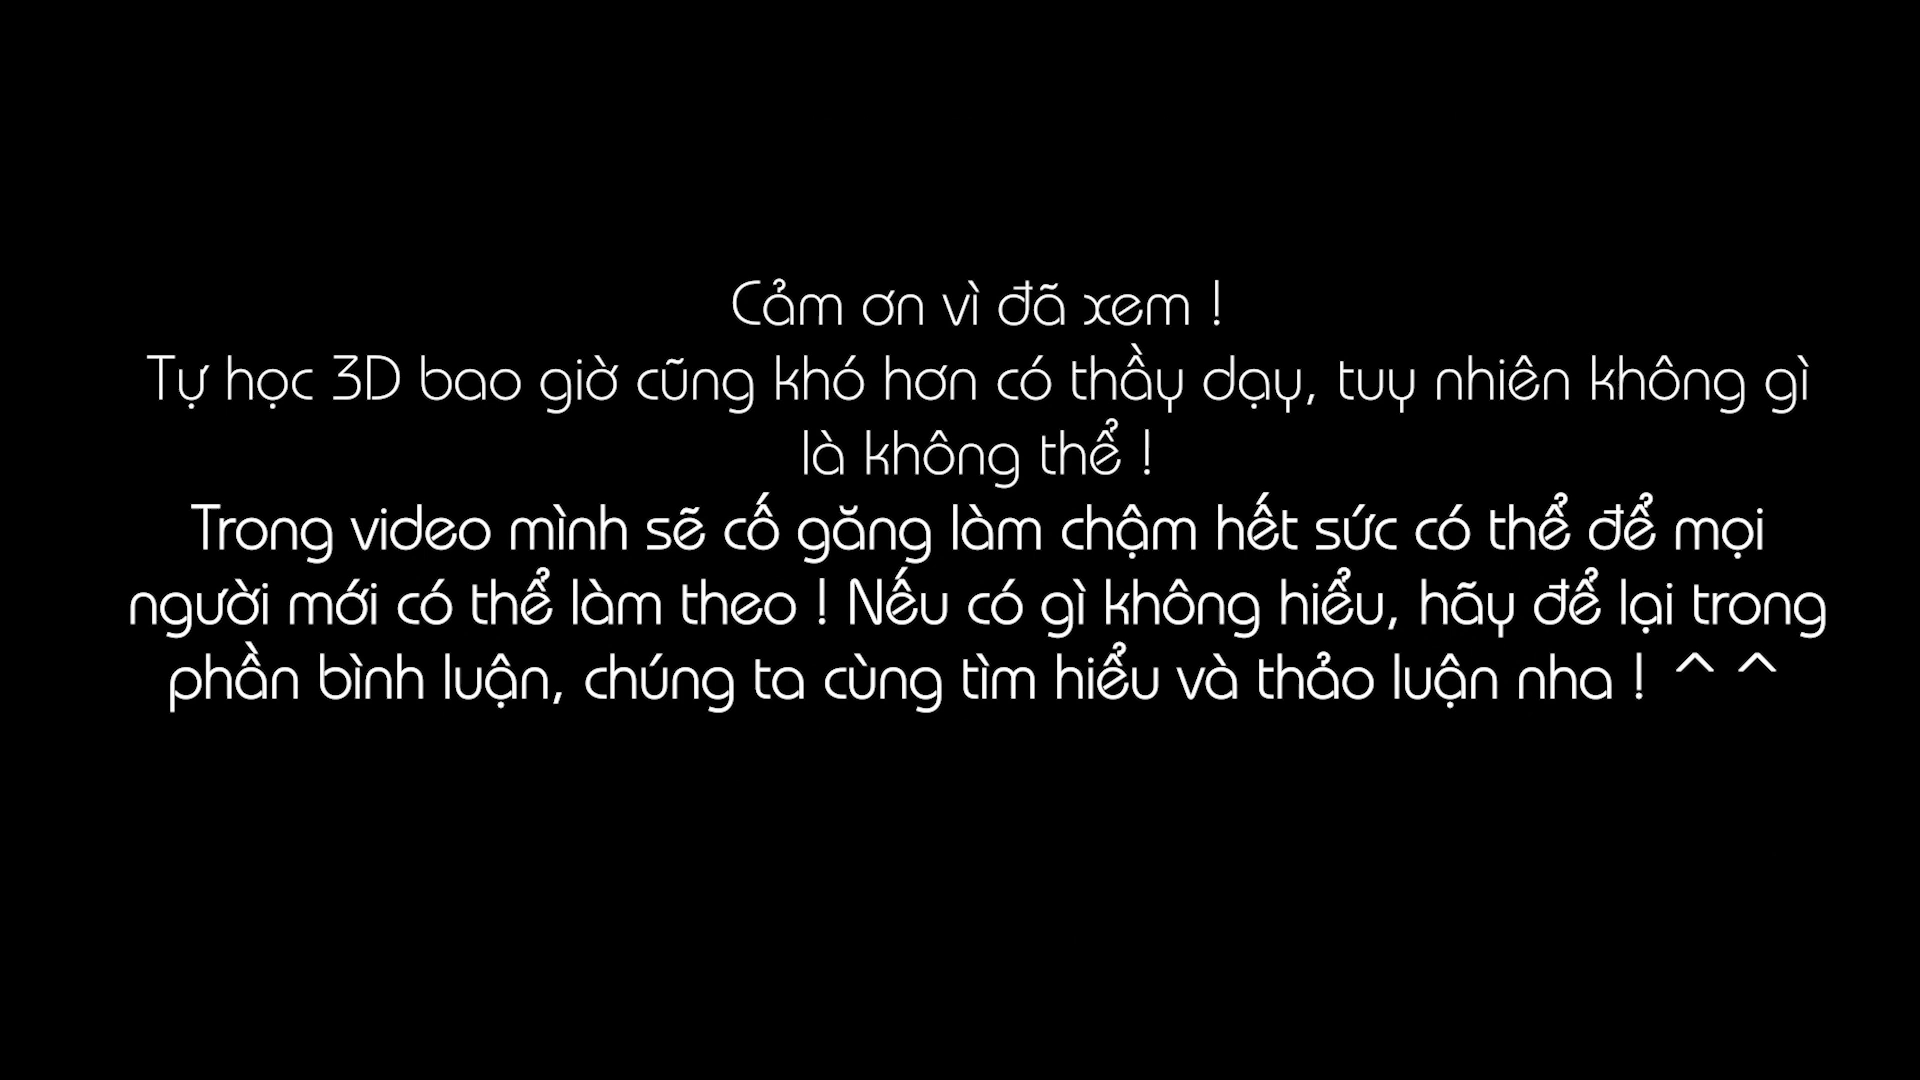 Cảm ơn vì đã xem !
Tự học 3D bao giờ cũng khó hơn có thầy dạy, tuy nhiên không gì
là không thể !
Trong video mình sẽ cố găng làm chậm hết sức có thể để mọi
người mới có thể làm theo ! Nếu có gì không hiểu, hãy để lại trong
phần bình luận, chúng ta cùng tìm hiểu và thảo luận nha ! ^ ^